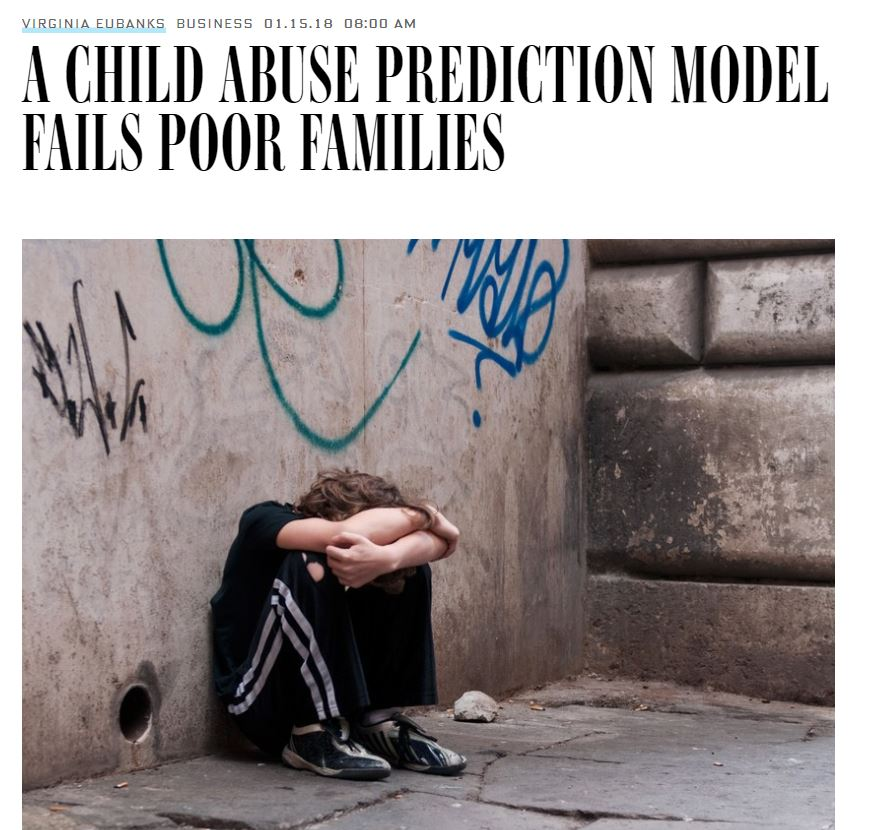 VIRGINIA EUBANKS BUSINESS 01.15.18 08:00 AM
A CHILD ABUSE PREDICTION MODEL
FAILS POOR FAMILIES